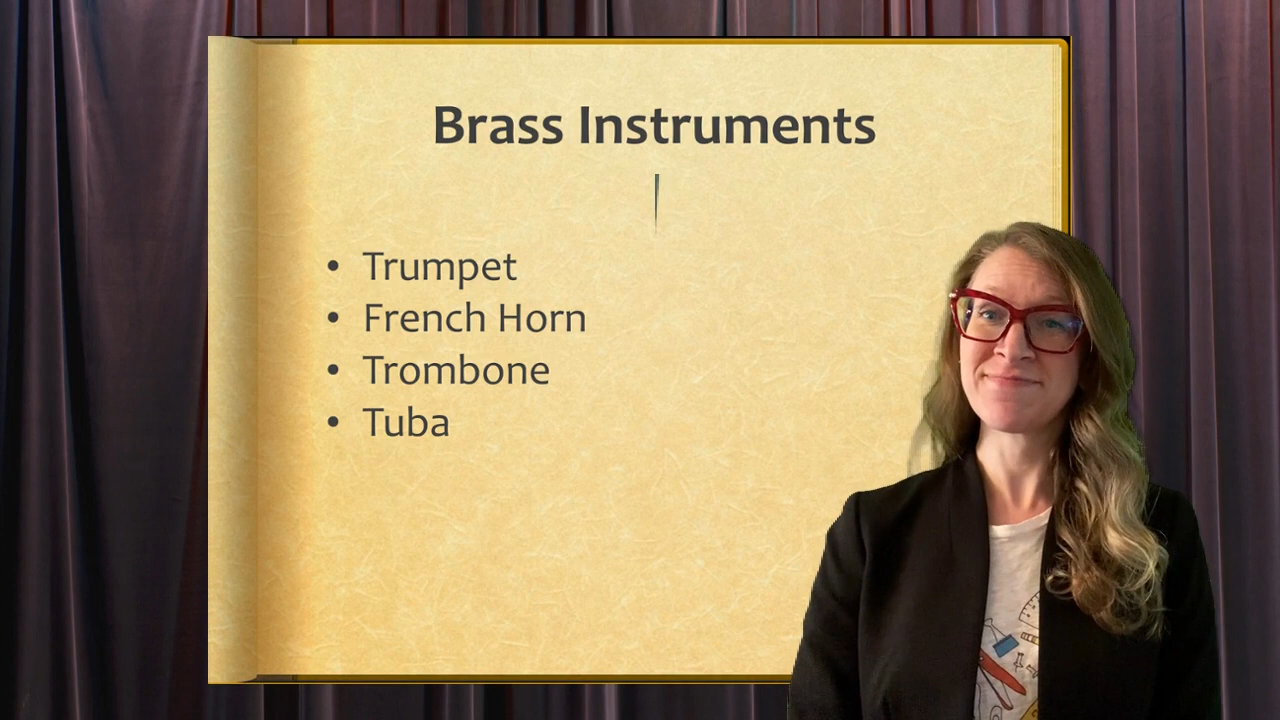 Brass Instruments
• Trumpet
• French Horn
• Trombone
• Tuba